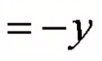 = −y